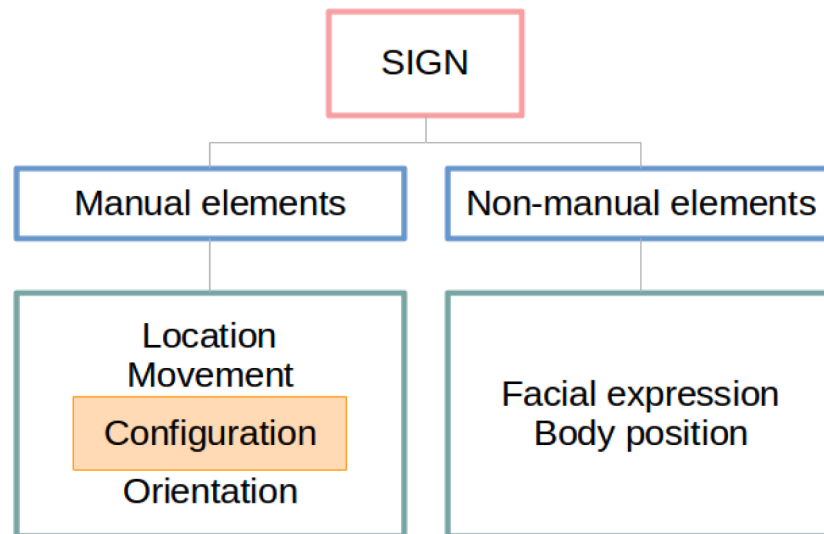 SIGN
Manual elements
Non-manual elements
Location
Movement
Configuration
Orientation
Facial expression
Body position